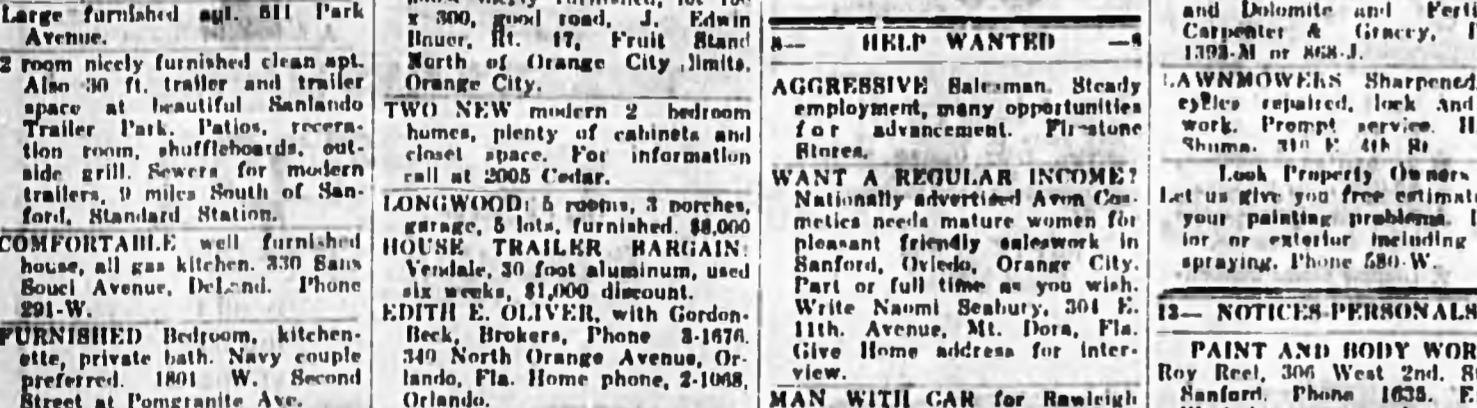 Large furnished apt. 611 Park
Avenue.
2 room nicely furnished clean apt.
Also 30 ft. trailer and trailer
space at beautiful Sanlando
Trailer Park. Patios, recera-
tion room, shuffleboards, out-
side grill. Sewers for modern
trailers, 9 miles South of San-
ford, Standard Station.
COMFORTABLE well furnished
house, all gas kitchen. 330 Sans
Souci Avenue, DeLand. Phone
291-W.
FURNISHED Bedroom, kitchen-
ette, private bath. Navy couple
preferred. 1801 W. Second
Street at Pomgranite Ave.
x 300, good road, J. Edwin
Bauer, Rt. 17, Fruit Stand
North of Orange City limits,
Orange City.
TWO NEW modern 2 bedroom
homes, plenty of cabinets and
closet space. For information
call at 2005 Cedar.
LONGWOOD: 5 rooms, 3 porches,
garage, 5 lots, furnished. $8,000
HOUSE TRAILER BARGAIN:
Vendale, 30 foot aluminum, used
six weeks, $1,000 discount.
EDITH E. OLIVER, with Gordon-
Beck, Brokers, Phone 3-1676.
340 North Orange Avenue, Or-
lando, Fla. Home phone, 2-1068,
Orlando.
8— HELP WANTED —8
AGGRESSIVE Salesman. Steady
employment, many opportunities
for advancement. Firestone
Stores.
WANT A REGULAR INCOME?
Nationally advertised Avon Cos-
metics needs mature women for
pleasant friendly saleswork in
Sanford, Oviedo, Orange City.
Part or full time as you wish.
Write Naomi Seabury, 301 E.
11th. Avenue, Mt. Dora, Fla.
Give Home address for inter-
view.
MAN WITH CAR for Rawleigh
and Dolomite and
Carpenter & Gracey,
1393-M or 868-J.
LAWNMOWERS Sharpened
cycles repaired, lock and
work. Prompt service.
Shuma. 310 E. 4th St.
Look Property Owners
Let us give you free estimat
your painting problems.
ior or exterior including
spraying, Phone 580-W.
13— NOTICES-PERSONALS
PAINT AND BODY WOR
Roy Reel, 306 West 2nd.
Sanford. Phone 1635.